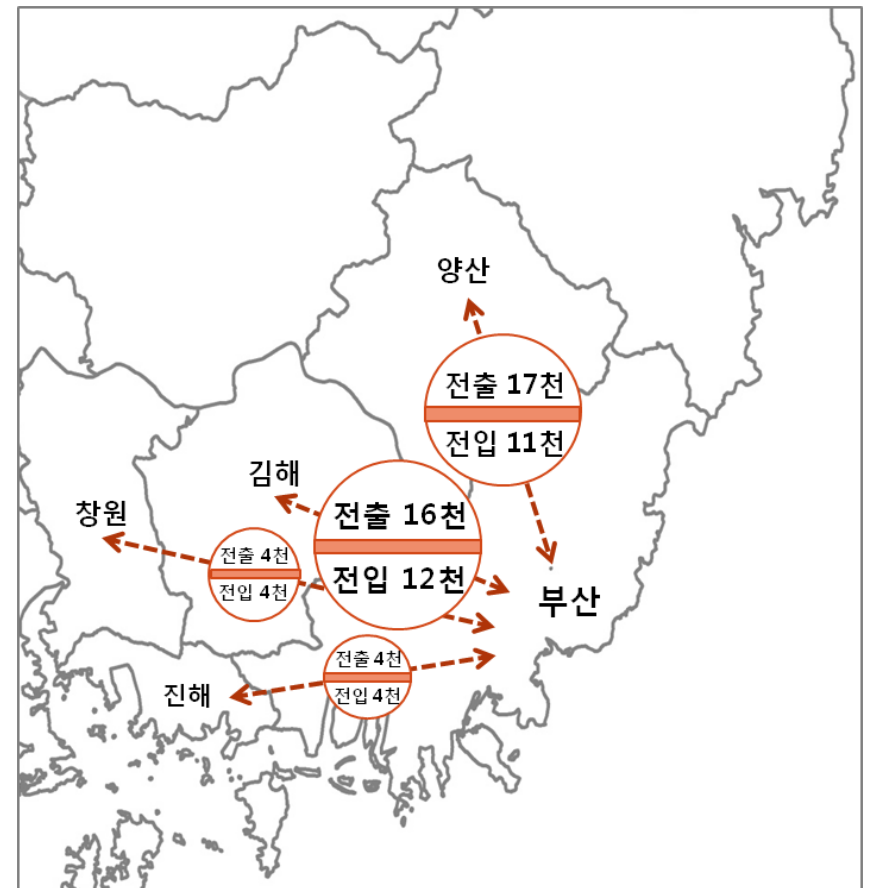 양산
전출 17천
전입 11천
김해
전출 16천
전입 12천
창원
전출 4천
전입 4천
부산
전출 4천
전입 4천
진해